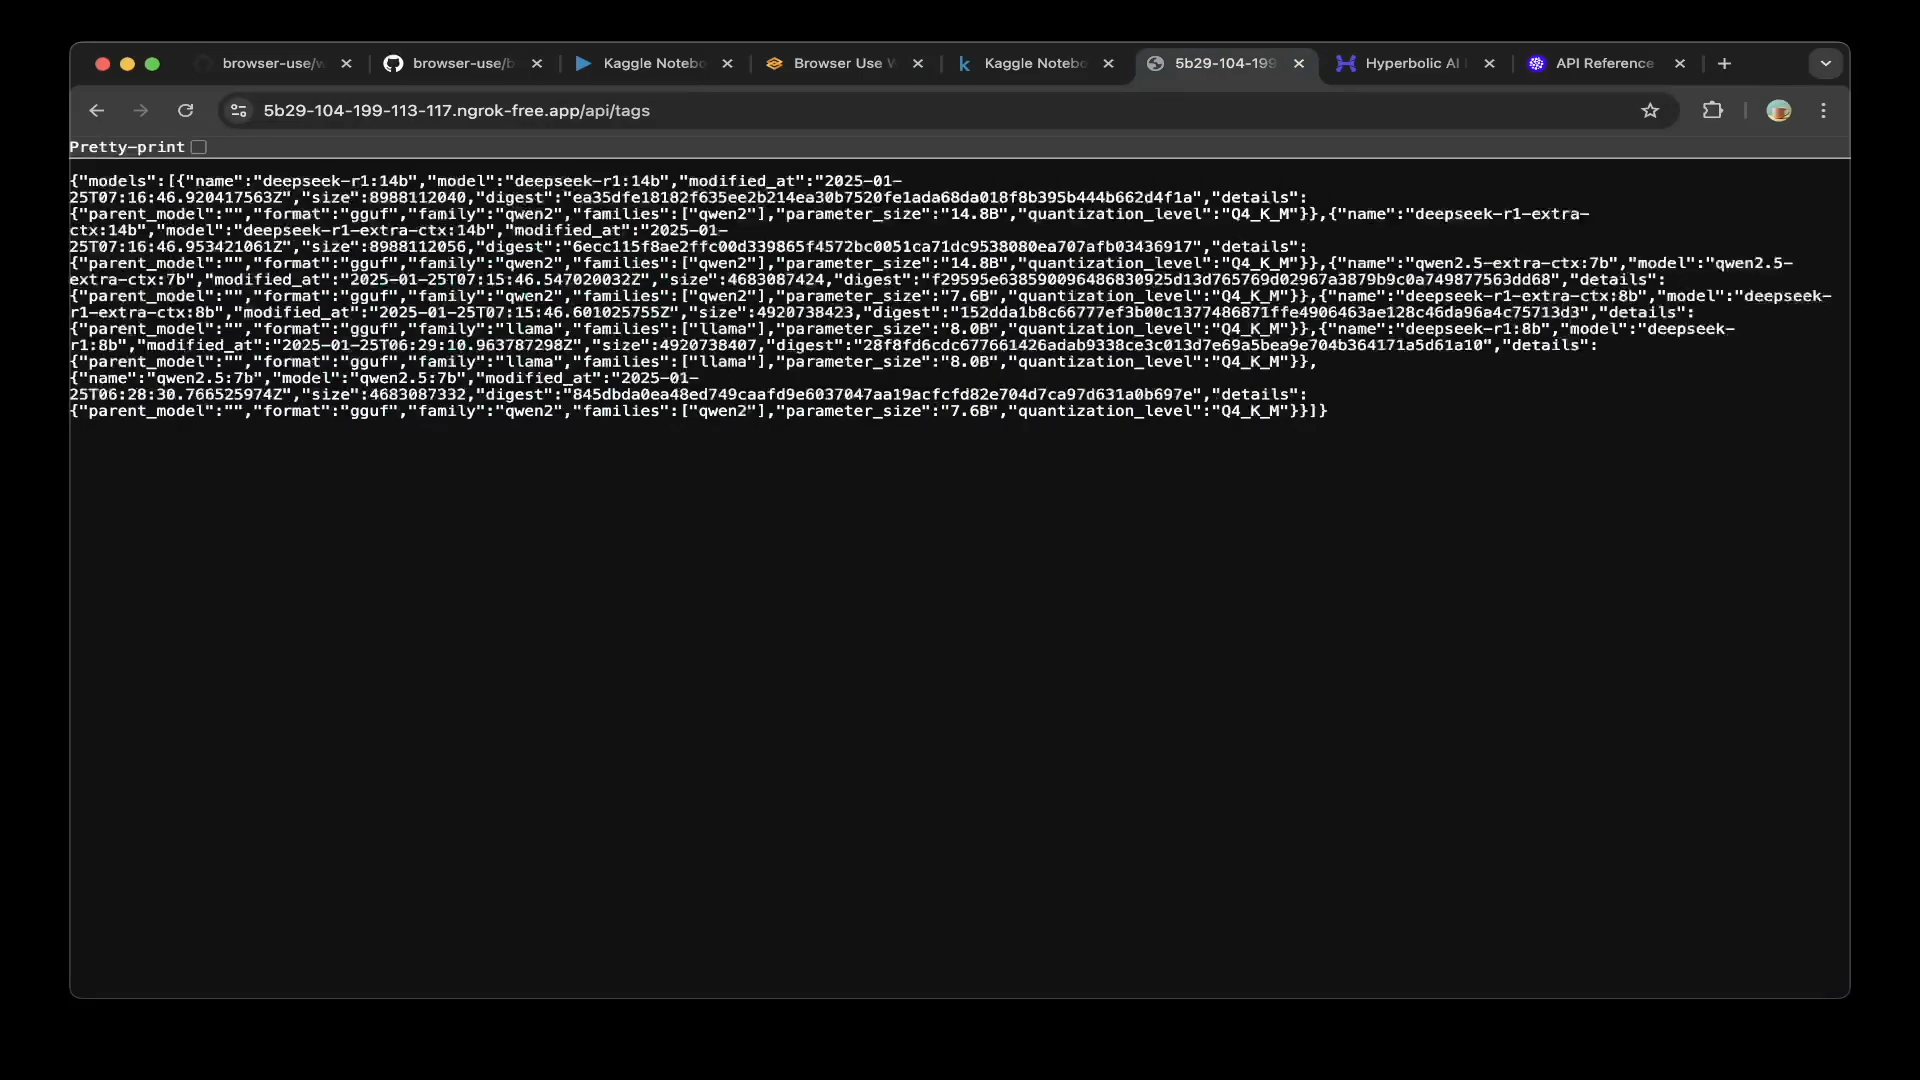 browser-use/w
browser-use/b
Kaggle Notebo
Browser Use W
Kaggle Notebo
5b29-104-199
Hyperbolic AI
API Reference
5b29-104-199-113-117.ngrok-free.app/api/tags
Pretty-print
{"models":[{"name":"deepseek-r1:14b","model":"deepseek-r1:14b","modified_at":"2025-01-
25T07:16:46.920417563Z","size":8988112040,"digest":"ea35dfe18182f635ee2b214ea30b7520fe1ada68da018f8b395b444b662d4f1a","details":
{"parent_model":"","format":"gguf","family":"qwen2","families":["qwen2"],"parameter_size":"14.8B","quantization_level":"Q4_K_M"}},{"name":"deepseek-r1-extra-
ctx:14b","model":"deepseek-r1-extra-ctx:14b","modified_at":"2025-01-
25T07:16:46.953421061Z","size":8988112056,"digest":"6ecc115f8ae2ffc00d339865f4572bc0051ca71dc9538080ea707afb03436917","details":
{"parent_model":"","format":"gguf","family":"qwen2","families":["qwen2"],"parameter_size":"14.8B","quantization_level":"Q4_K_M"}},{"name":"qwen2.5-extra-ctx:7b","model":"qwen2.5-
extra-ctx:7b","modified_at":"2025-01-25T07:15:46.547020032Z","size":4683087424,"digest":"f29595e638590096486830925d13d765769d02967a3879b9c0a749877563dd68","details":
{"parent_model":"","format":"gguf","family":"qwen2","families":["qwen2"],"parameter_size":"7.6B","quantization_level":"Q4_K_M"}},{"name":"deepseek-r1-extra-ctx:8b","model":"deepseek-
r1-extra-ctx:8b","modified_at":"2025-01-25T07:15:46.601025755Z","size":4920738423,"digest":"152dda1b8c66777ef3b00c1377486871ffe4906463ae128c46da96a4c75713d3","details":
{"parent_model":"","format":"gguf","family":"llama","families":["llama"],"parameter_size":"8.0B","quantization_level":"Q4_K_M"}},{"name":"deepseek-r1:8b","model":"deepseek-
r1:8b","modified_at":"2025-01-25T06:29:10.963787298Z","size":4920738407,"digest":"28f8fd6cdc677661426adab9338ce3c013d7e69a5bea9e704b364171a5d61a10","details":
{"parent_model":"","format":"gguf","family":"llama","families":["llama"],"parameter_size":"8.0B","quantization_level":"Q4_K_M"}},
{"name":"qwen2.5:7b","model":"qwen2.5:7b","modified_at":"2025-01-
25T06:28:30.766525974Z","size":4683087332,"digest":"845dbda0ea48ed749caafd9e6037047aa19acfcfd82e704d7ca97d631a0b697e","details":
{"parent_model":"","format":"gguf","family":"qwen2","families":["qwen2"],"parameter_size":"7.6B","quantization_level":"Q4_K_M"}}]}